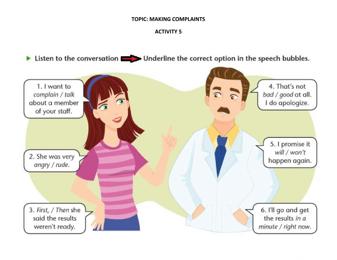 TOPIC: MAKING COMPLAINTS
ACTIVITY 5
Listen to the conversation Underline the correct option in the speech bubbles.
1. I want to
complain / talk
about a member
of your staff.
2. She was very
angry / rude.
3. First, / Then she
said the results
weren't ready.
4. That's not
bad / good at all.
I do apologize.
5. I promise it
will / won't
happen again.
6. I'll go and get
the results in a
minute / right now.